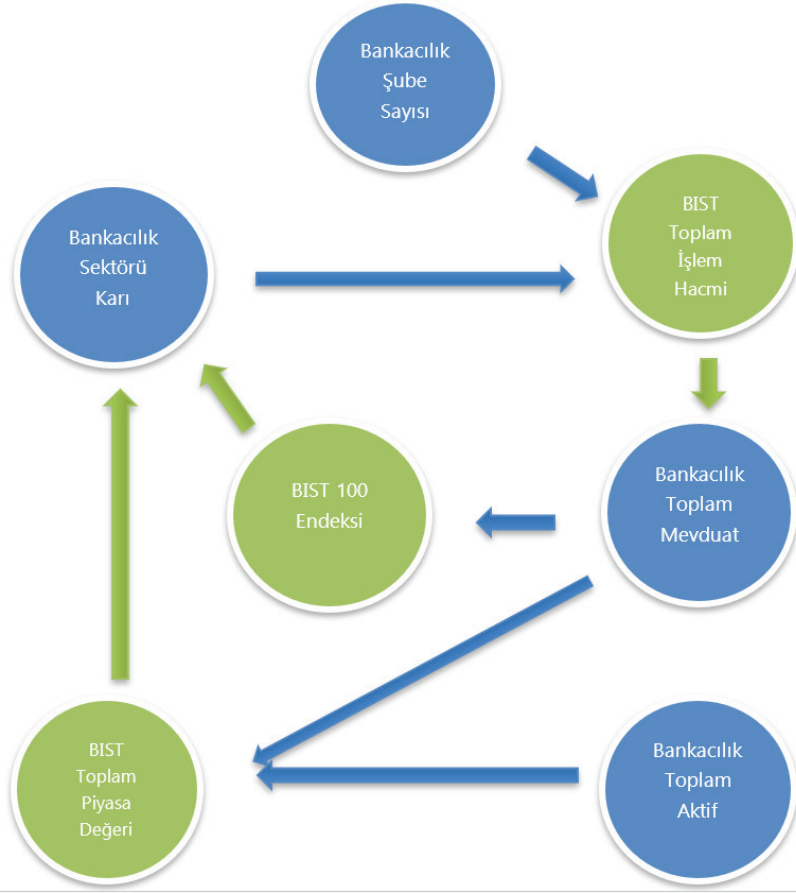 Bankacılık
Şube
Sayısı
BIST
Toplam
İşlem
Hacmi
Bankacılık
Sektörü
Karı
BIST 100
Endeksi
Bankacılık
Toplam
Mevduat
BIST
Toplam
Piyasa
Değeri
Bankacılık
Toplam
Aktif